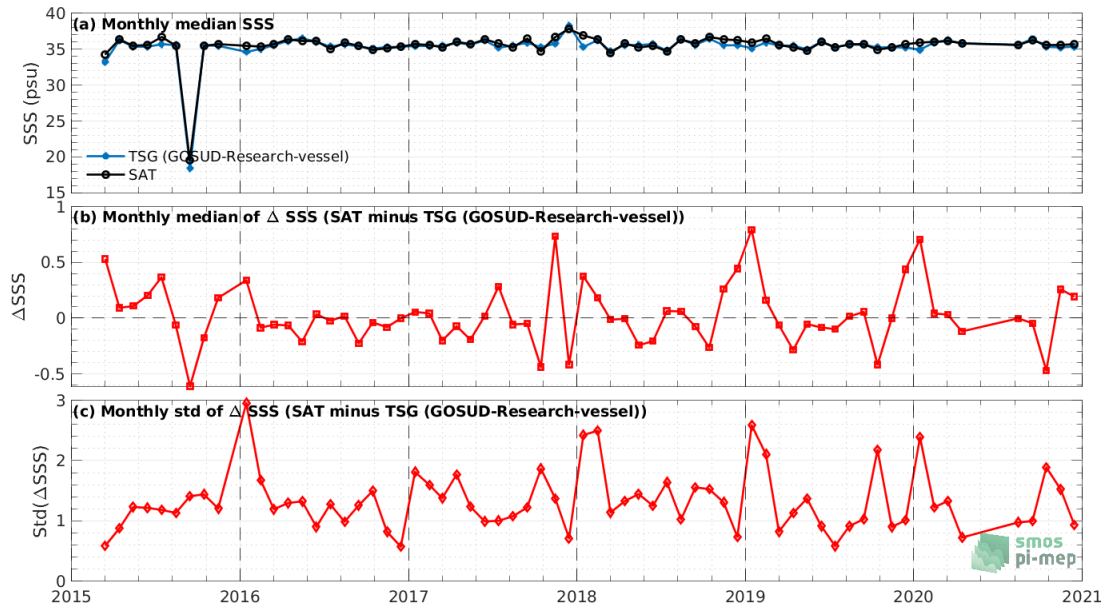 (a) Monthly median SSS
40
35
30
25
20
15
SSS (psu)
TSG (GOSUD-Research-vessel)
SAT
(b) Monthly median of Δ SSS (SAT minus TSG (GOSUD-Research-vessel))
1
0.5
0
-0.5
ΔSSS
(c) Monthly std of Δ SSS (SAT minus TSG (GOSUD-Research-vessel))
3
2
1
0
Std(ΔSSS)
smos
pi-mep
2015 2016 2017 2018 2019 2020 2021